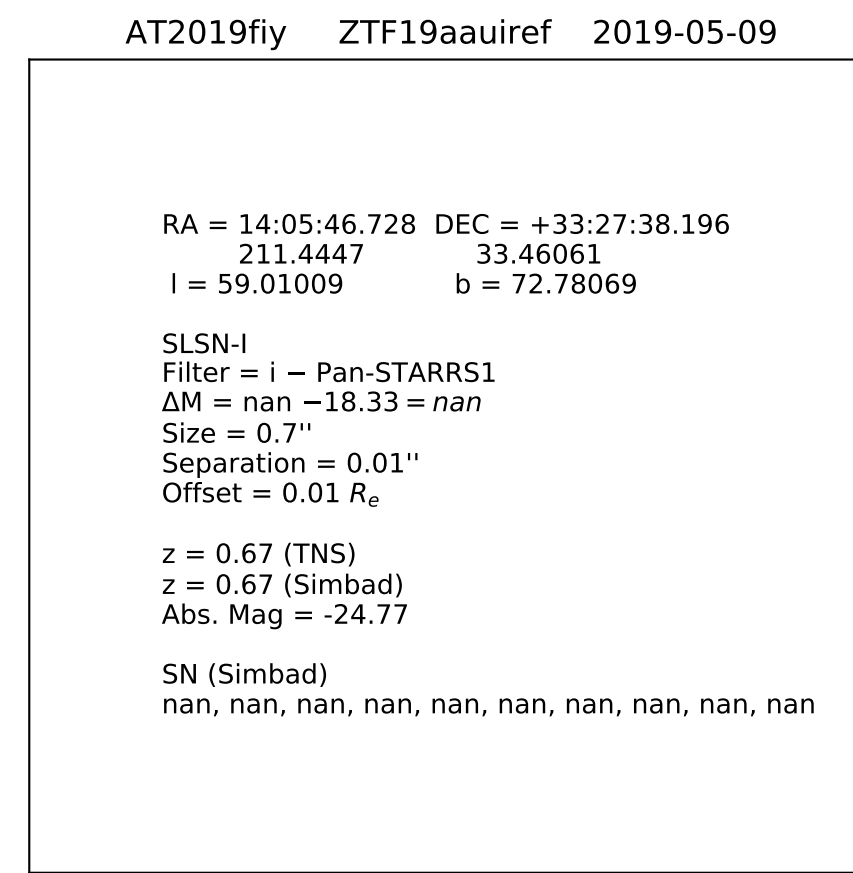 AT2019fiy ZTF19aauiref 2019-05-09
RA = 14:05:46.728 DEC = +33:27:38.196
211.4447 33.46061
l = 59.01009 b = 72.78069
SLSN-I
Filter = i − Pan-STARRS1
ΔM = nan −18.33 = nan
Size = 0.7''
Separation = 0.01''
Offset = 0.01 Re
z = 0.67 (TNS)
z = 0.67 (Simbad)
Abs. Mag = -24.77
SN (Simbad)
nan, nan, nan, nan, nan, nan, nan, nan, nan, nan